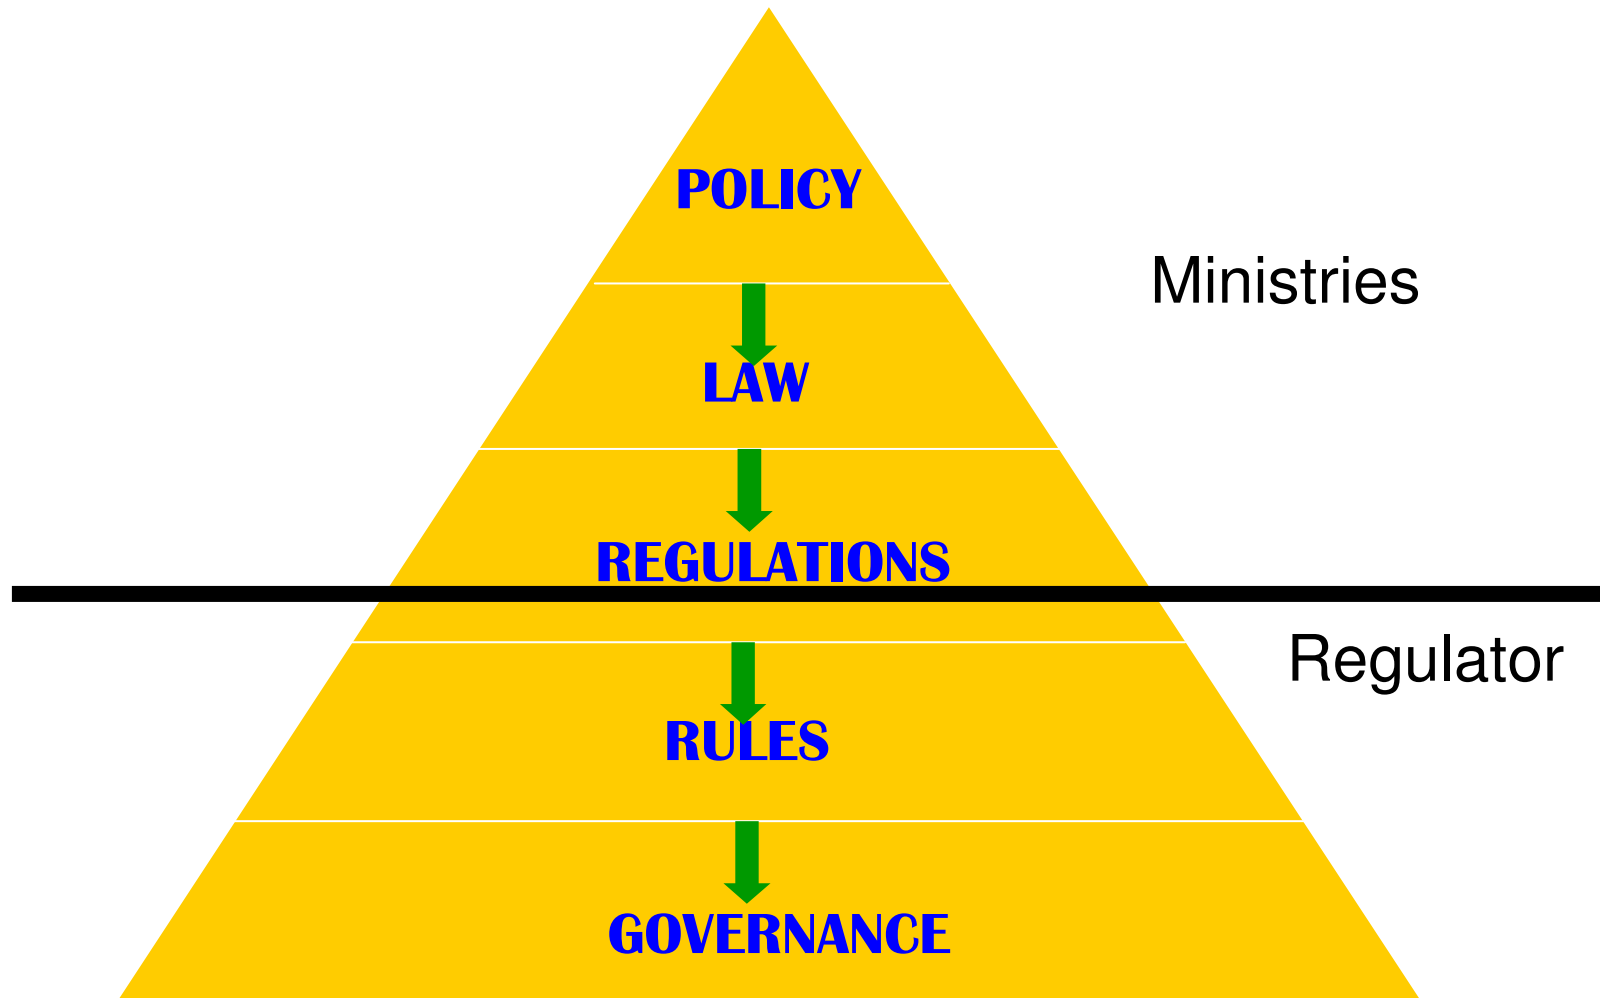 POLICY
Ministries
LAW
REGULATIONS
Regulator
RULES
GOVERNANCE